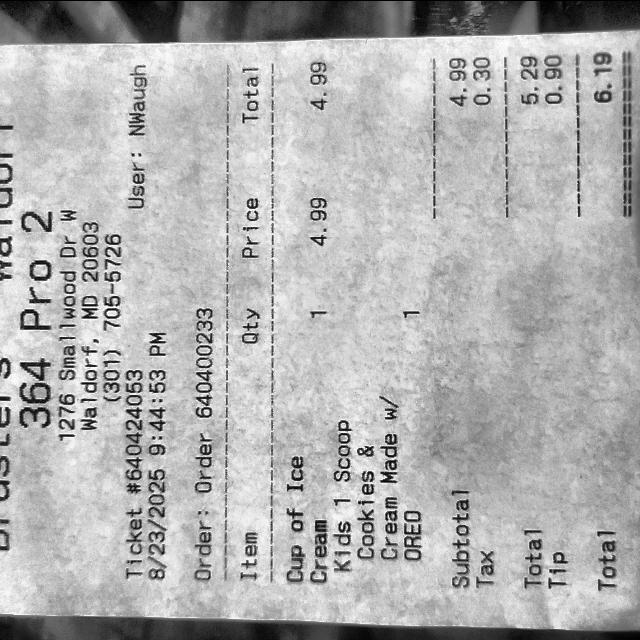 364 Pro 2
1276 Smallwood Dr W
Waldorf, MD 20603
(301) 705-5726
Ticket #640424053 User: NWaugh
8/23/2025 9:44:53 PM
Order: Order 640400233
Item Qty Price Total
Cup of Ice 1 4.99 4.99
Cream
Kids 1 Scoop
Cookies & 1
Cream Made w/
OREO
Subtotal 4.99
Tax 0.30
Total 5.29
Tip 0.90
Total 6.19